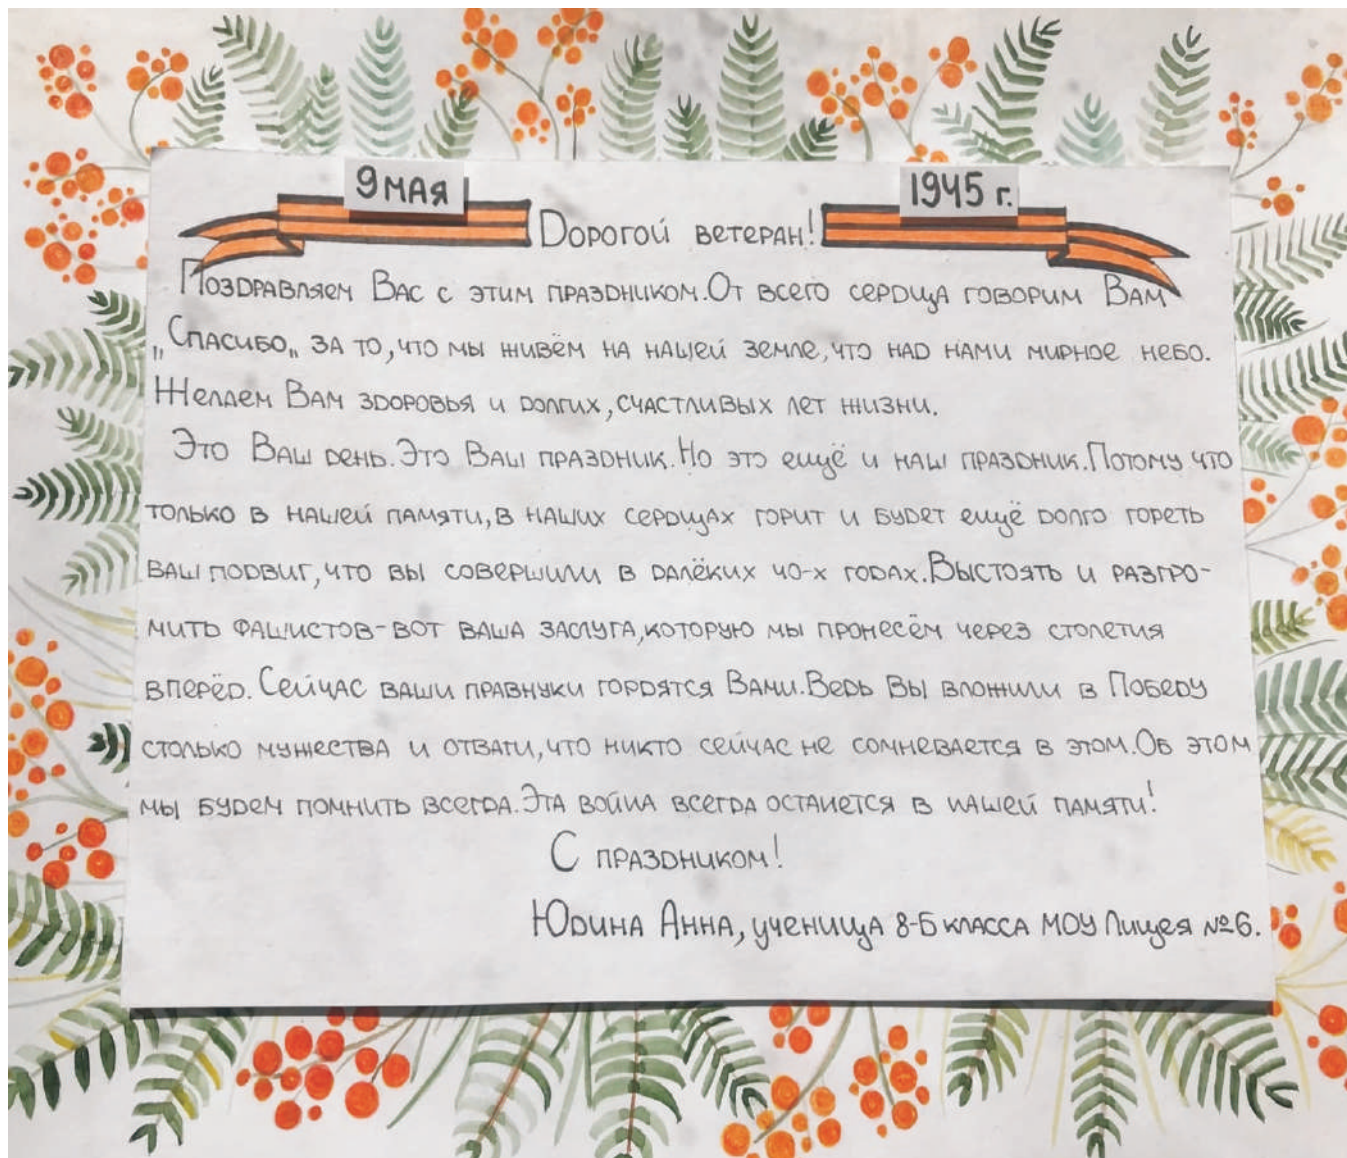 9 МАЯ
1945 г.
Дорогой ветеран!
Поздравляем Вас с этим праздником. От всего сердца говорим Вам
„Спасибо„ за то, что мы живём на нашей земле, что над нами мирное небо.
Желаем Вам здоровья и долгих, счастливых лет жизни.
Это Ваш день. Это Ваш праздник. Но это ещё и наш праздник. Потому что
только в нашей памяти, в наших сердцах горит и будет ещё долго гореть
ваш подвиг, что вы совершили в далёких 40-х годах. Выстоять и разгро-
мить фашистов - вот ваша заслуга, которую мы пронесём через столетия
вперёд. Сейчас ваши правнуки гордятся Вами. Ведь Вы вложили в Победу
столько мужества и отваги, что никто сейчас не сомневается в этом. Об этом
мы будем помнить всегда. Эта война всегда останется в нашей памяти!
С праздником!
Юдина Анна, ученица 8-Б класса МОУ Лицея №6.